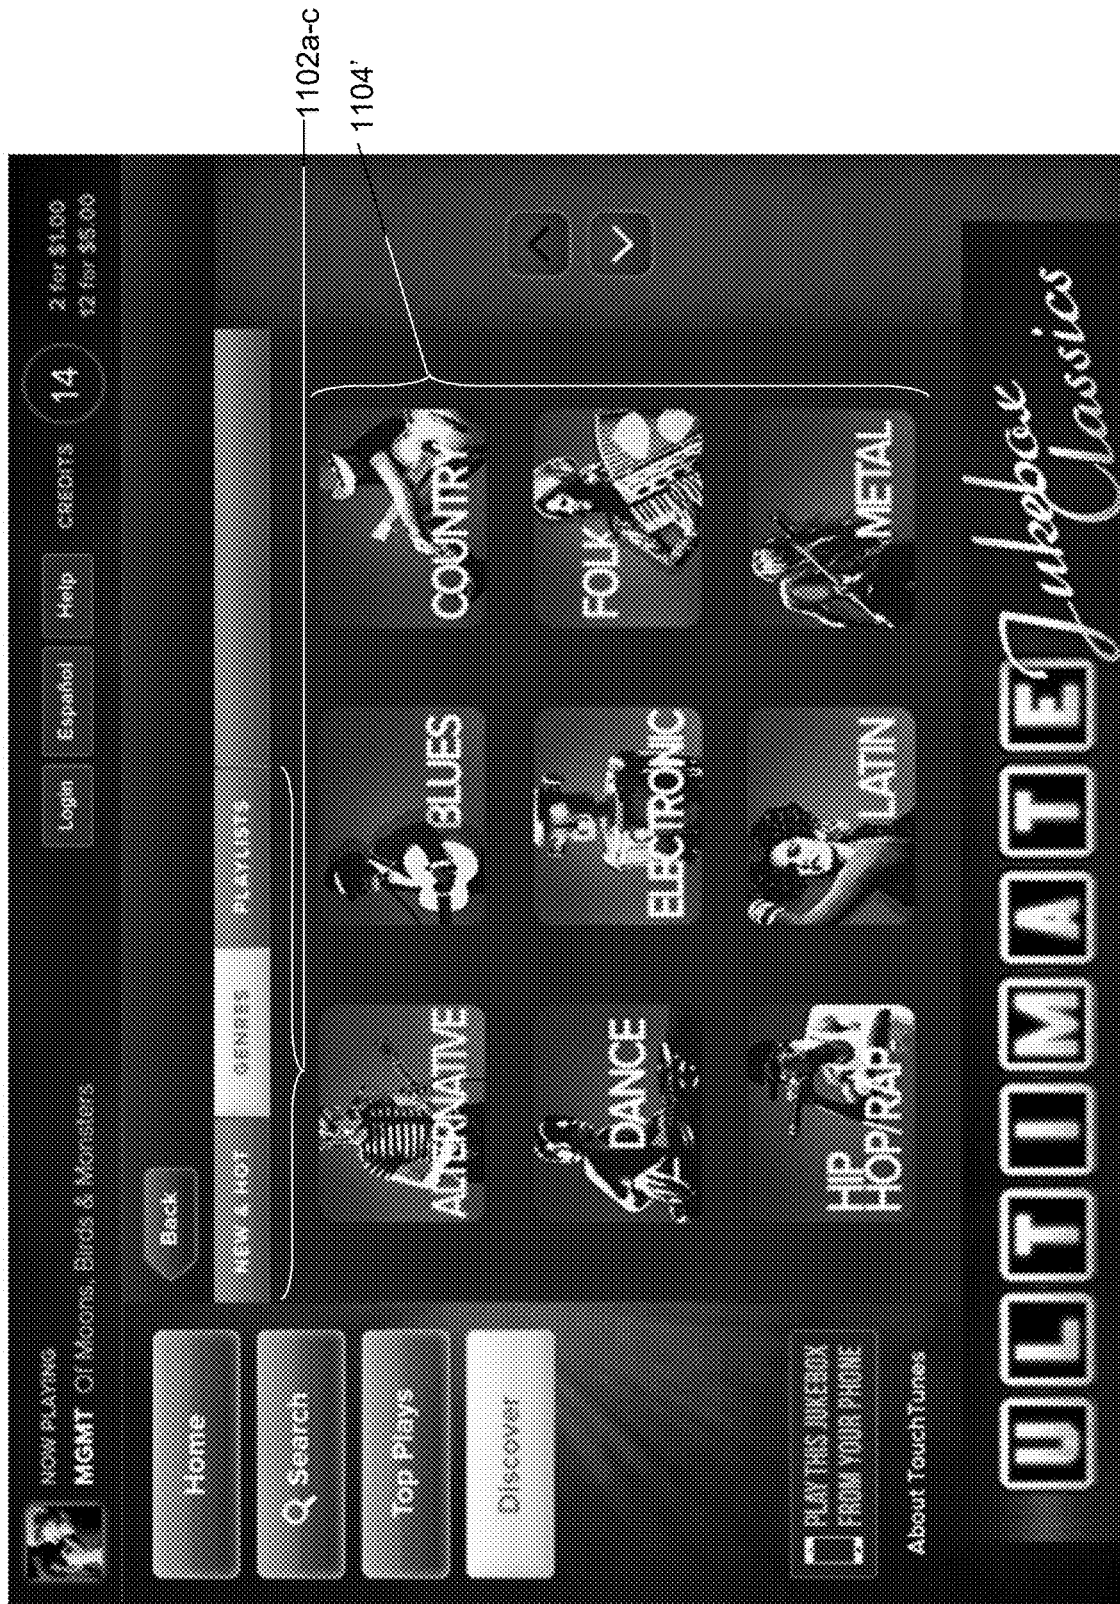 NOW PLAYING
MGMT Of Moons, Birds & Monsters
Login
Español
Help
CREDITS
14
2 for $1.00
12 for $5.00
Back
Home
Search
Top Plays
Discover
NEW & HOT
GENRES
PLAYLISTS
1102a-c
1104'
ALTERNATIVE
BLUES
COUNTRY
DANCE
ELECTRONIC
FOLK
HIP
HOP/RAP
LATIN
METAL
PLAY THIS JUKEBOX
FROM YOUR PHONE
About TouchTunes
ULTIMATE Jukebox
Classics